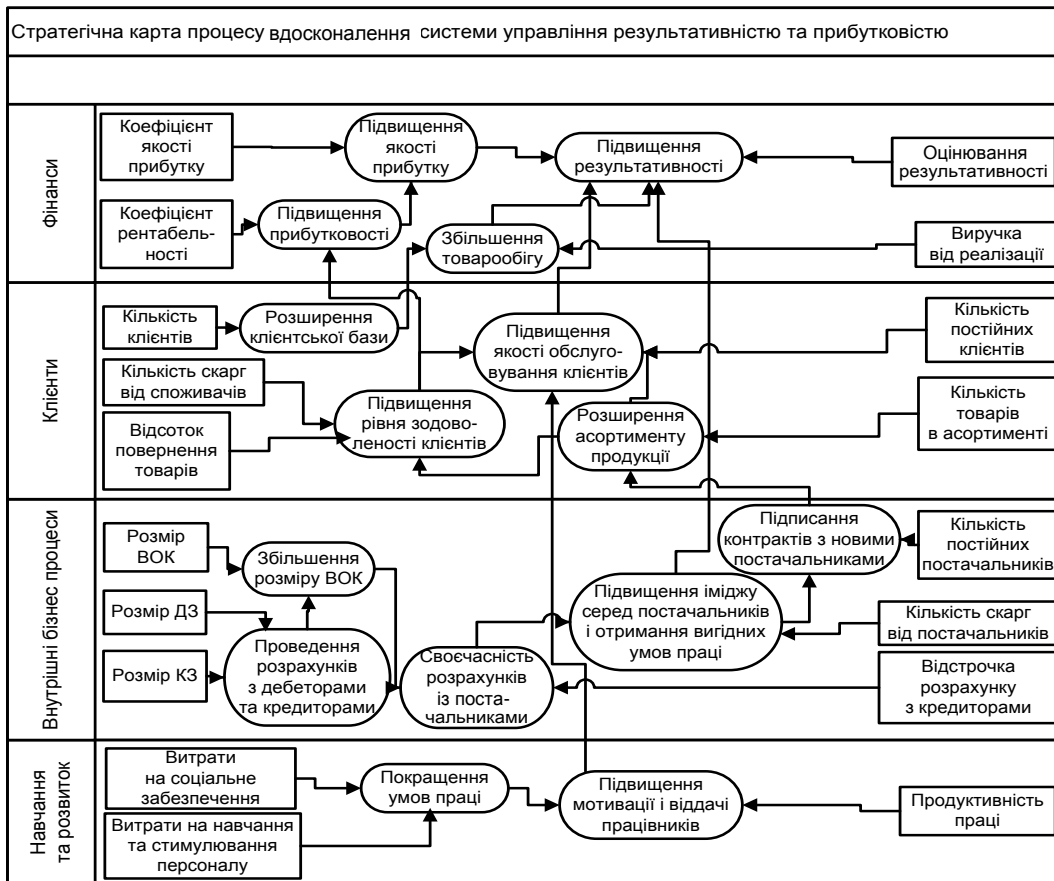 Стратегічна карта процесу вдосконалення системи управління результативністю та прибутковістю
Фінанси
Коефіцієнт
якості
прибутку
Підвищення
якості
прибутку
Підвищення
результативності
Оцінювання
результативності
Коефіцієнт
рентабель-
ності
Підвищення
прибутковості
Збільшення
товарообігу
Виручка
від реалізації
Клієнти
Кількість
клієнтів
Розширення
клієнтської бази
Підвищення
якості обслуго-
вування клієнтів
Кількість
постійних
клієнтів
Кількість скарг
від споживачів
Підвищення
рівня зодово-
леності клієнтів
Розширення
асортименту
продукції
Кількість
товарів
в асортименті
Відсоток
повернення
товарів
Внутрішні бізнес процеси
Розмір
ВОК
Збільшення
розміру ВОК
Підписання
контрактів з новими
постачальниками
Кількість
постійних
постачальників
Розмір ДЗ
Підвищення іміджу
серед постачальників
і отримання вигідних
умов праці
Кількість скарг
від постачальників
Розмір КЗ
Проведення
розрахунків
з дебеторами
та кредиторами
Своєчасність
розрахунків
із поста-
чальниками
Відстрочка
розрахунку
з кредиторами
Навчання
та розвиток
Витрати
на соціальне
забезпечення
Покращення
умов праці
Підвищення
мотивації і віддачі
працівників
Продуктивність
праці
Витрати на навчання
та стимулювання
персоналу